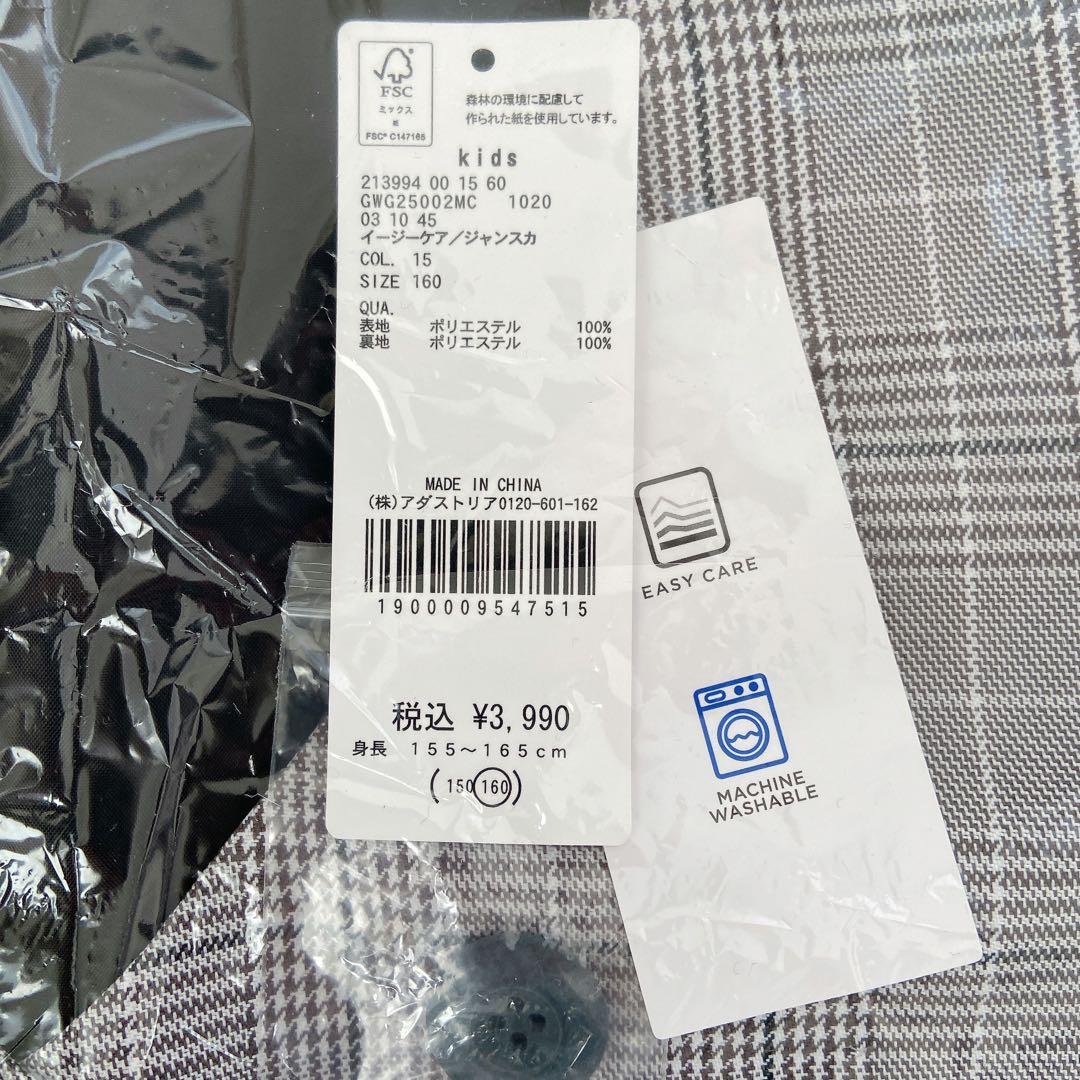 FSC
ミックス
紙
FSC® C147165
森林の環境に配慮して
作られた紙を使用しています。
kids
213994 00 15 60
GWG25002MC 1020
03 10 45
イージーケア/ジャンスカ
COL. 15
SIZE 160
QUA.
表地 ポリエステル 100%
裏地 ポリエステル 100%
MADE IN CHINA
(株)アダストリア0120-601-162
1900009547515
税込 ¥3,990
身長 155~165cm
(150 160)
EASY CARE
MACHINE
WASHABLE